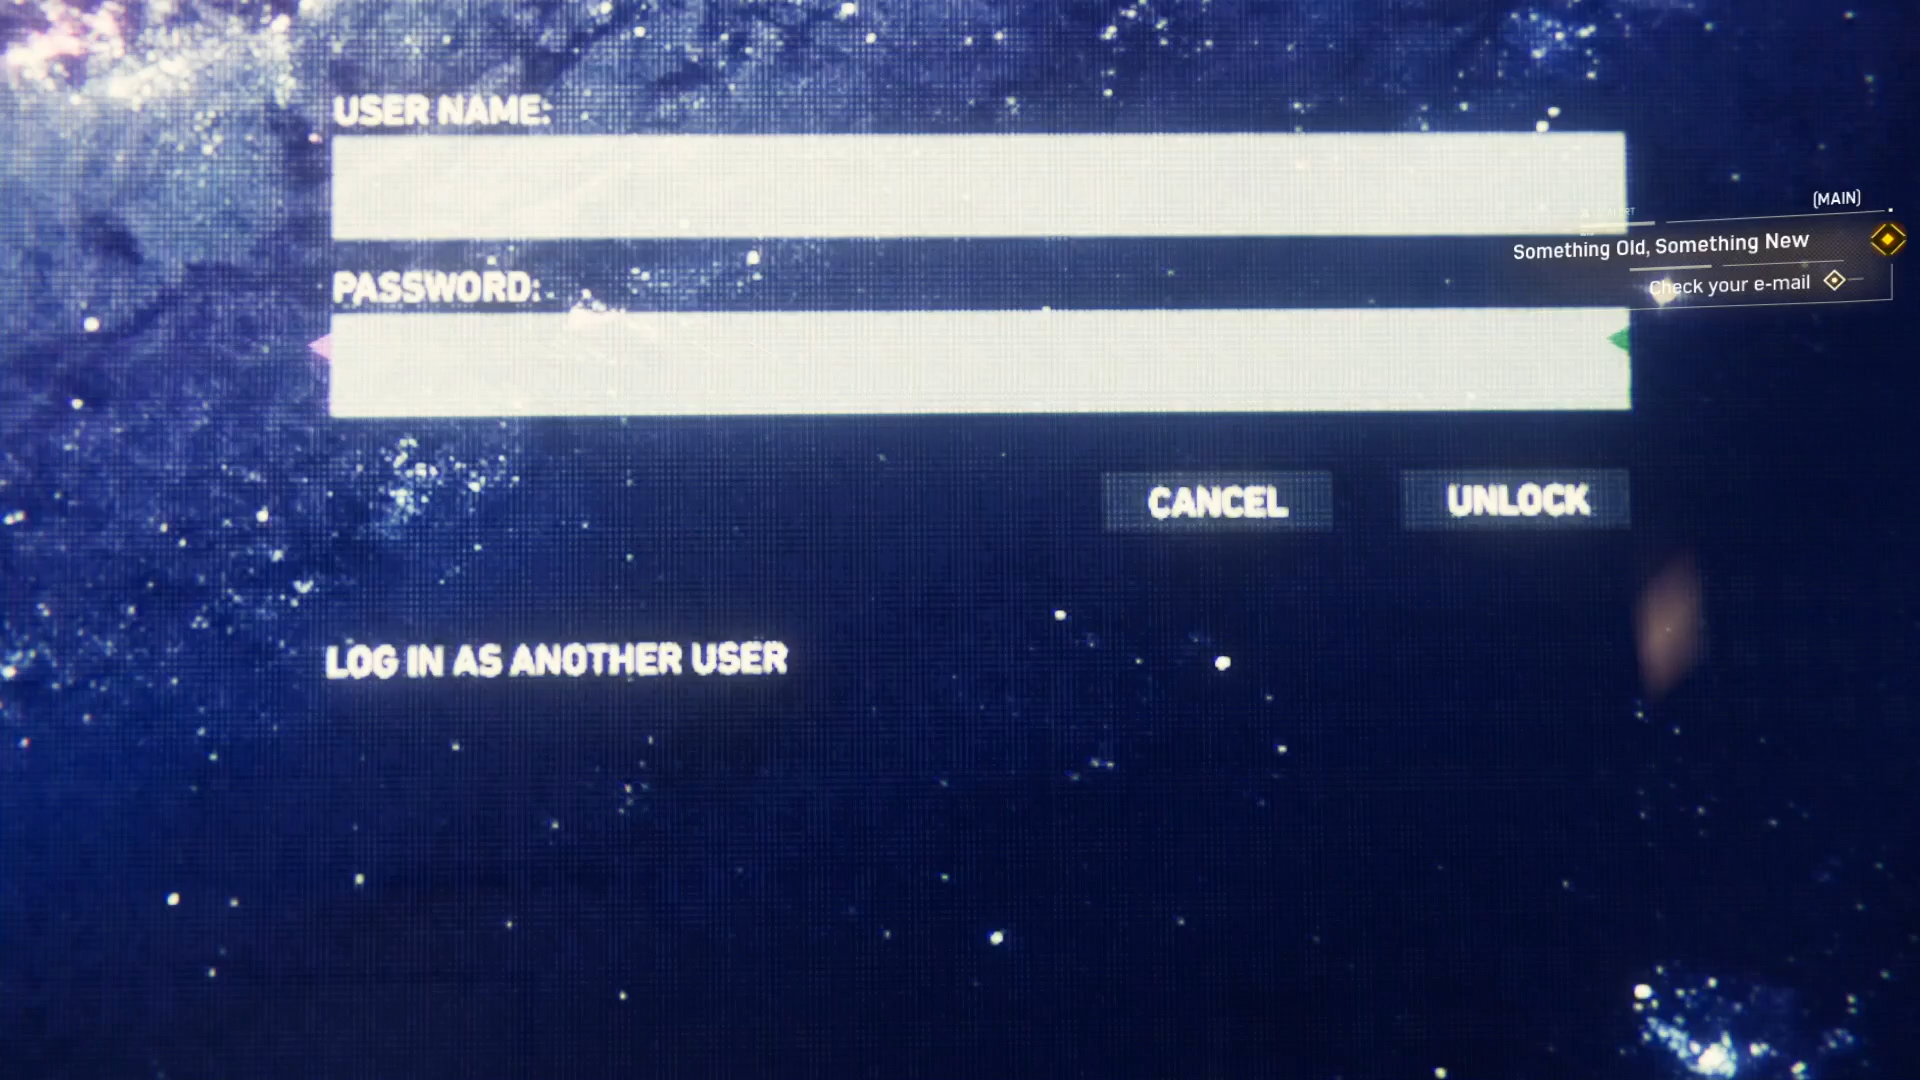 USER NAME:
(MAIN)
Something Old, Something New
PASSWORD:
Check your e-mail
CANCEL
UNLOCK
LOG IN AS ANOTHER USER